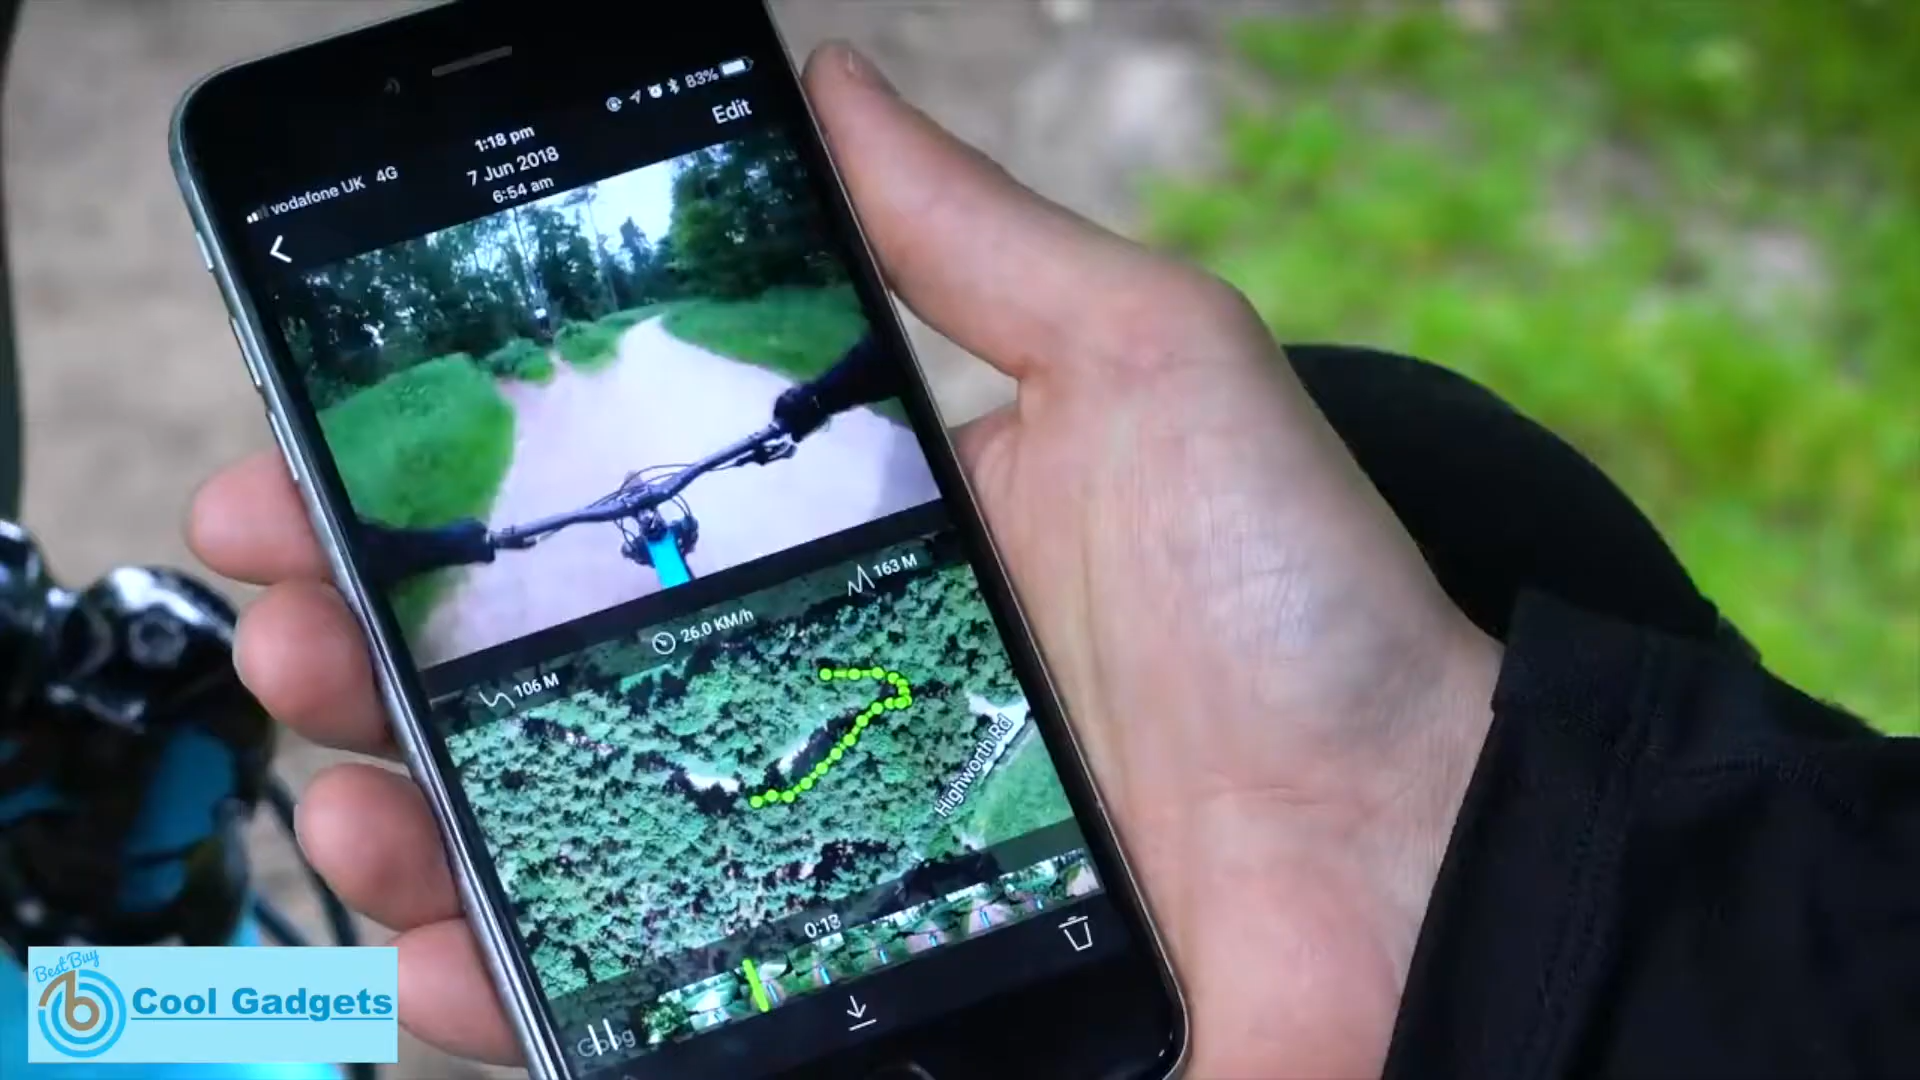 vodafone UK 4G
1:18 pm
83%
7 Jun 2018
6:54 am
Edit
106 M
26.0 KM/h
163 M
Highworth Rd
0:18
Goog
Best Buy
b Cool Gadgets